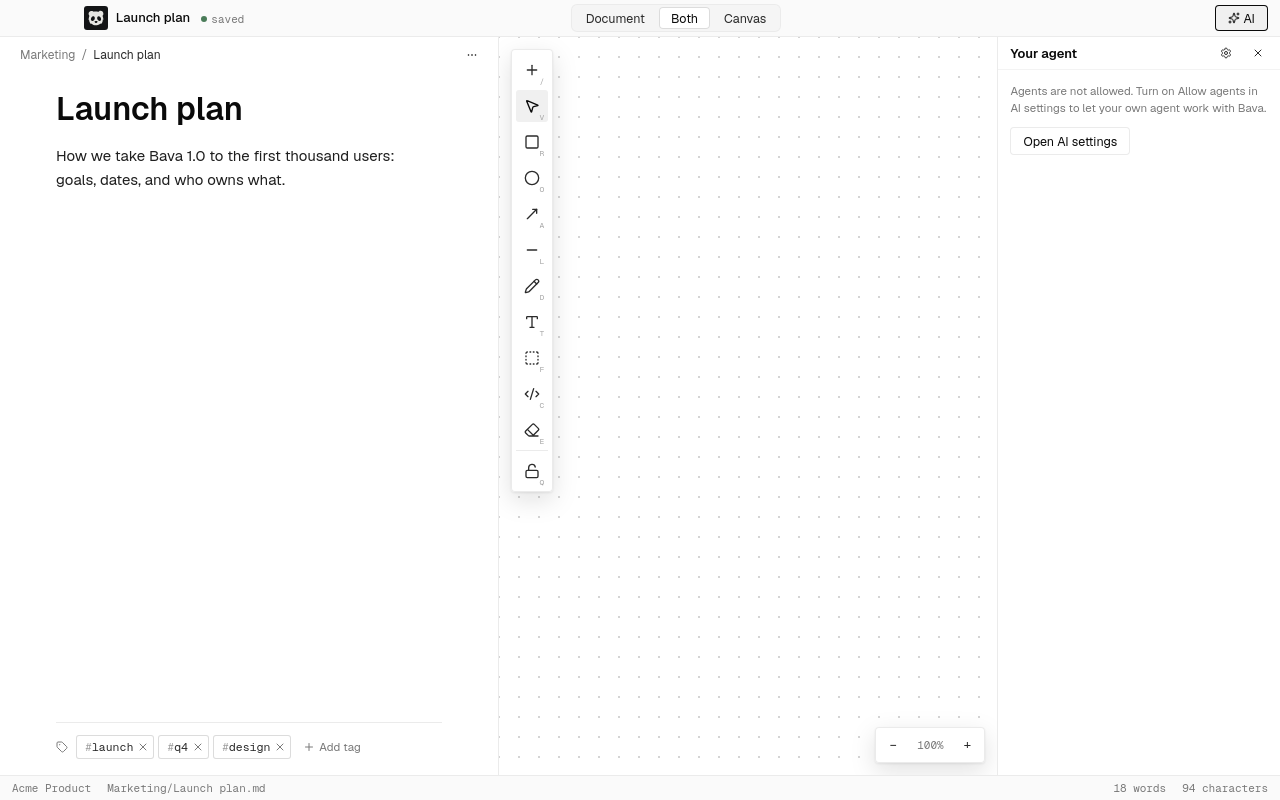 Launch plan
saved
Document
Both
Canvas
AI
Marketing / Launch plan
Launch plan
How we take Bava 1.0 to the first thousand users:
goals, dates, and who owns what.
#launch
#q4
#design
Add tag
/
V
R
O
A
L
D
T
F
C
E
Q
− 100% +
Your agent
Agents are not allowed. Turn on Allow agents in
AI settings to let your own agent work with Bava.
Open AI settings
Acme Product
Marketing/Launch plan.md
18 words
94 characters